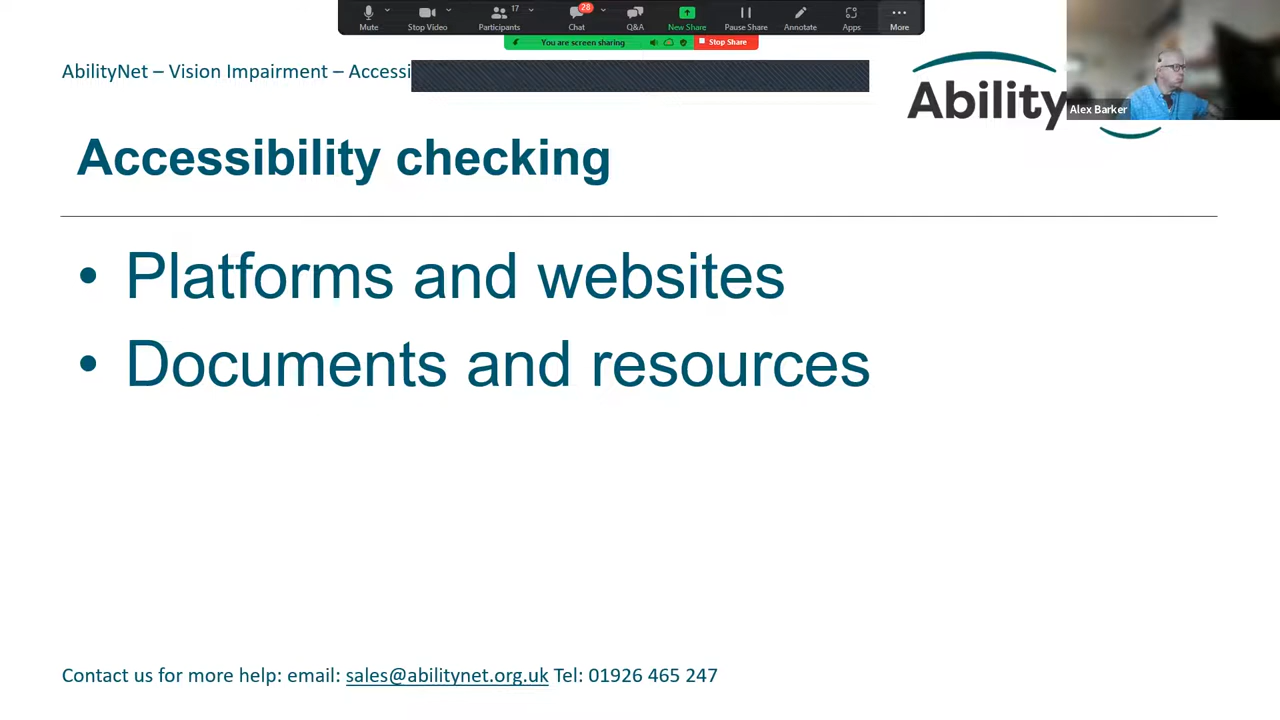 Mute
Stop Video
Participants
17
Chat
28
Q&A
New Share
Pause Share
Annotate
Apps
More
You are screen sharing
Stop Share
AbilityNet – Vision Impairment – Accessi
Ability
Alex Barker
Accessibility checking
• Platforms and websites
• Documents and resources
Contact us for more help: email: sales@abilitynet.org.uk Tel: 01926 465 247